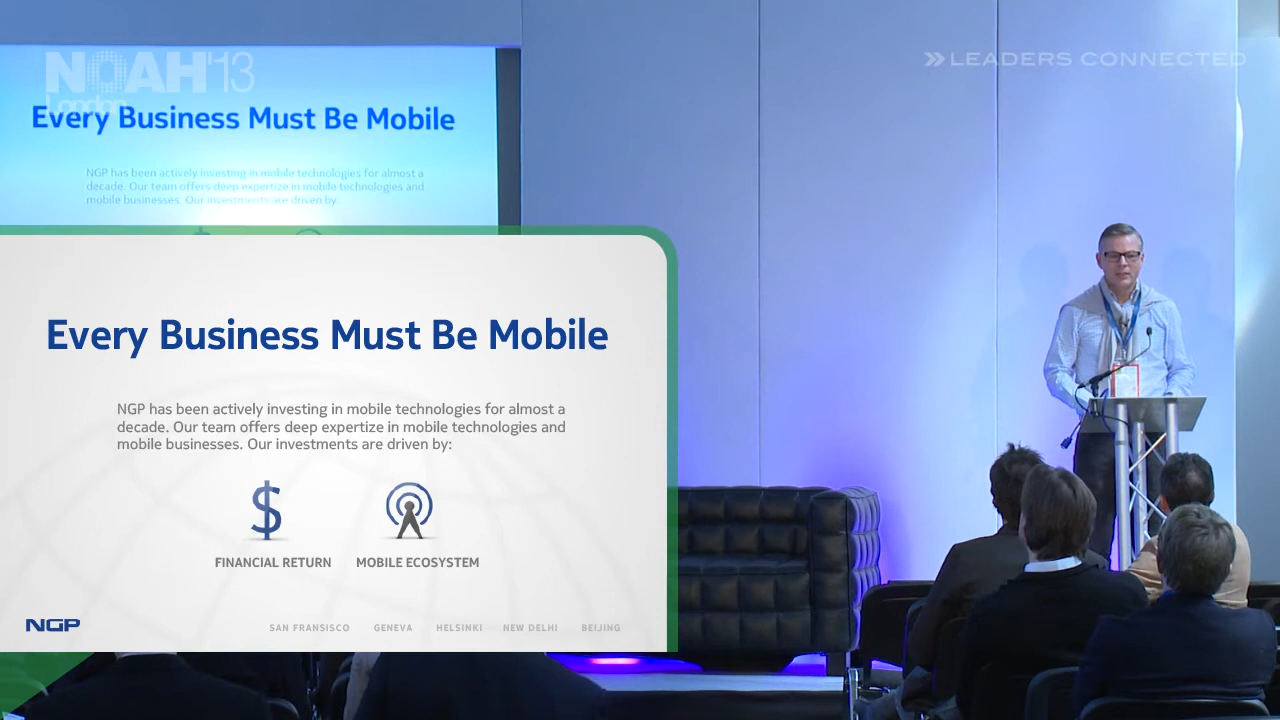 NOAH'13
London
LEADERS CONNECTED
Every Business Must Be Mobile
NGP has been actively investing in mobile technologies for almost a
decade. Our team offers deep expertize in mobile technologies and
mobile businesses. Our investments are driven by:
Every Business Must Be Mobile
NGP has been actively investing in mobile technologies for almost a
decade. Our team offers deep expertize in mobile technologies and
mobile businesses. Our investments are driven by:
$
FINANCIAL RETURN MOBILE ECOSYSTEM
NGP SAN FRANSISCO GENEVA HELSINKI NEW DELHI BEIJING